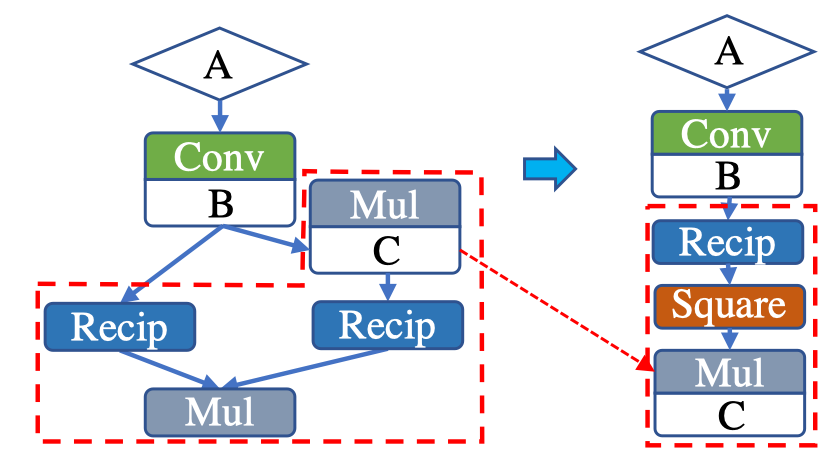 A
Conv
B
Mul
C
Recip
Recip
Mul
A
Conv
B
Recip
Square
Mul
C